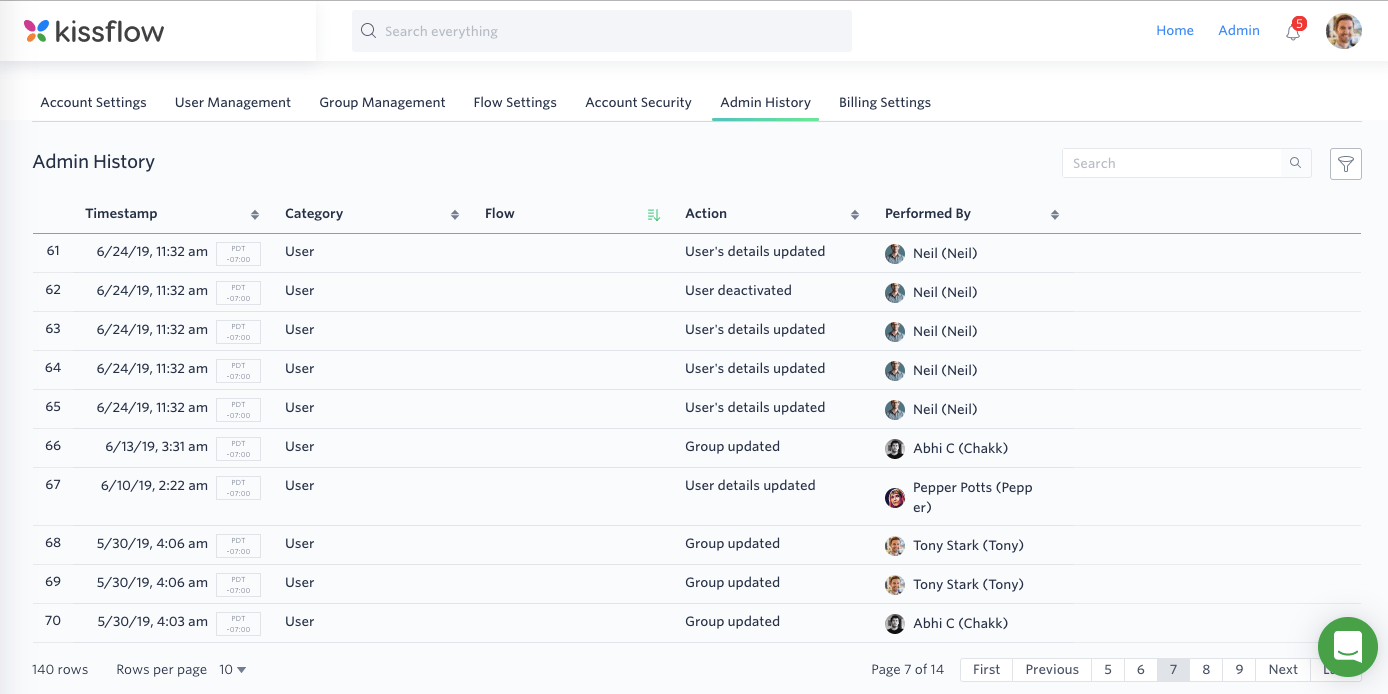 kissflow
Search everything
Home Admin 5
Account Settings User Management Group Management Flow Settings Account Security Admin History Billing Settings
Admin History
Search
Timestamp Category Flow Action Performed By
61 6/24/19, 11:32 am PDT -07:00 User User's details updated Neil (Neil)
62 6/24/19, 11:32 am PDT -07:00 User User deactivated Neil (Neil)
63 6/24/19, 11:32 am PDT -07:00 User User's details updated Neil (Neil)
64 6/24/19, 11:32 am PDT -07:00 User User's details updated Neil (Neil)
65 6/24/19, 11:32 am PDT -07:00 User User's details updated Neil (Neil)
66 6/13/19, 3:31 am PDT -07:00 User Group updated Abhi C (Chakk)
67 6/10/19, 2:22 am PDT -07:00 User User details updated Pepper Potts (Pepp
er)
68 5/30/19, 4:06 am PDT -07:00 User Group updated Tony Stark (Tony)
69 5/30/19, 4:06 am PDT -07:00 User Group updated Tony Stark (Tony)
70 5/30/19, 4:03 am PDT -07:00 User Group updated Abhi C (Chakk)
140 rows Rows per page 10 Page 7 of 14 First Previous 5 6 7 8 9 Next